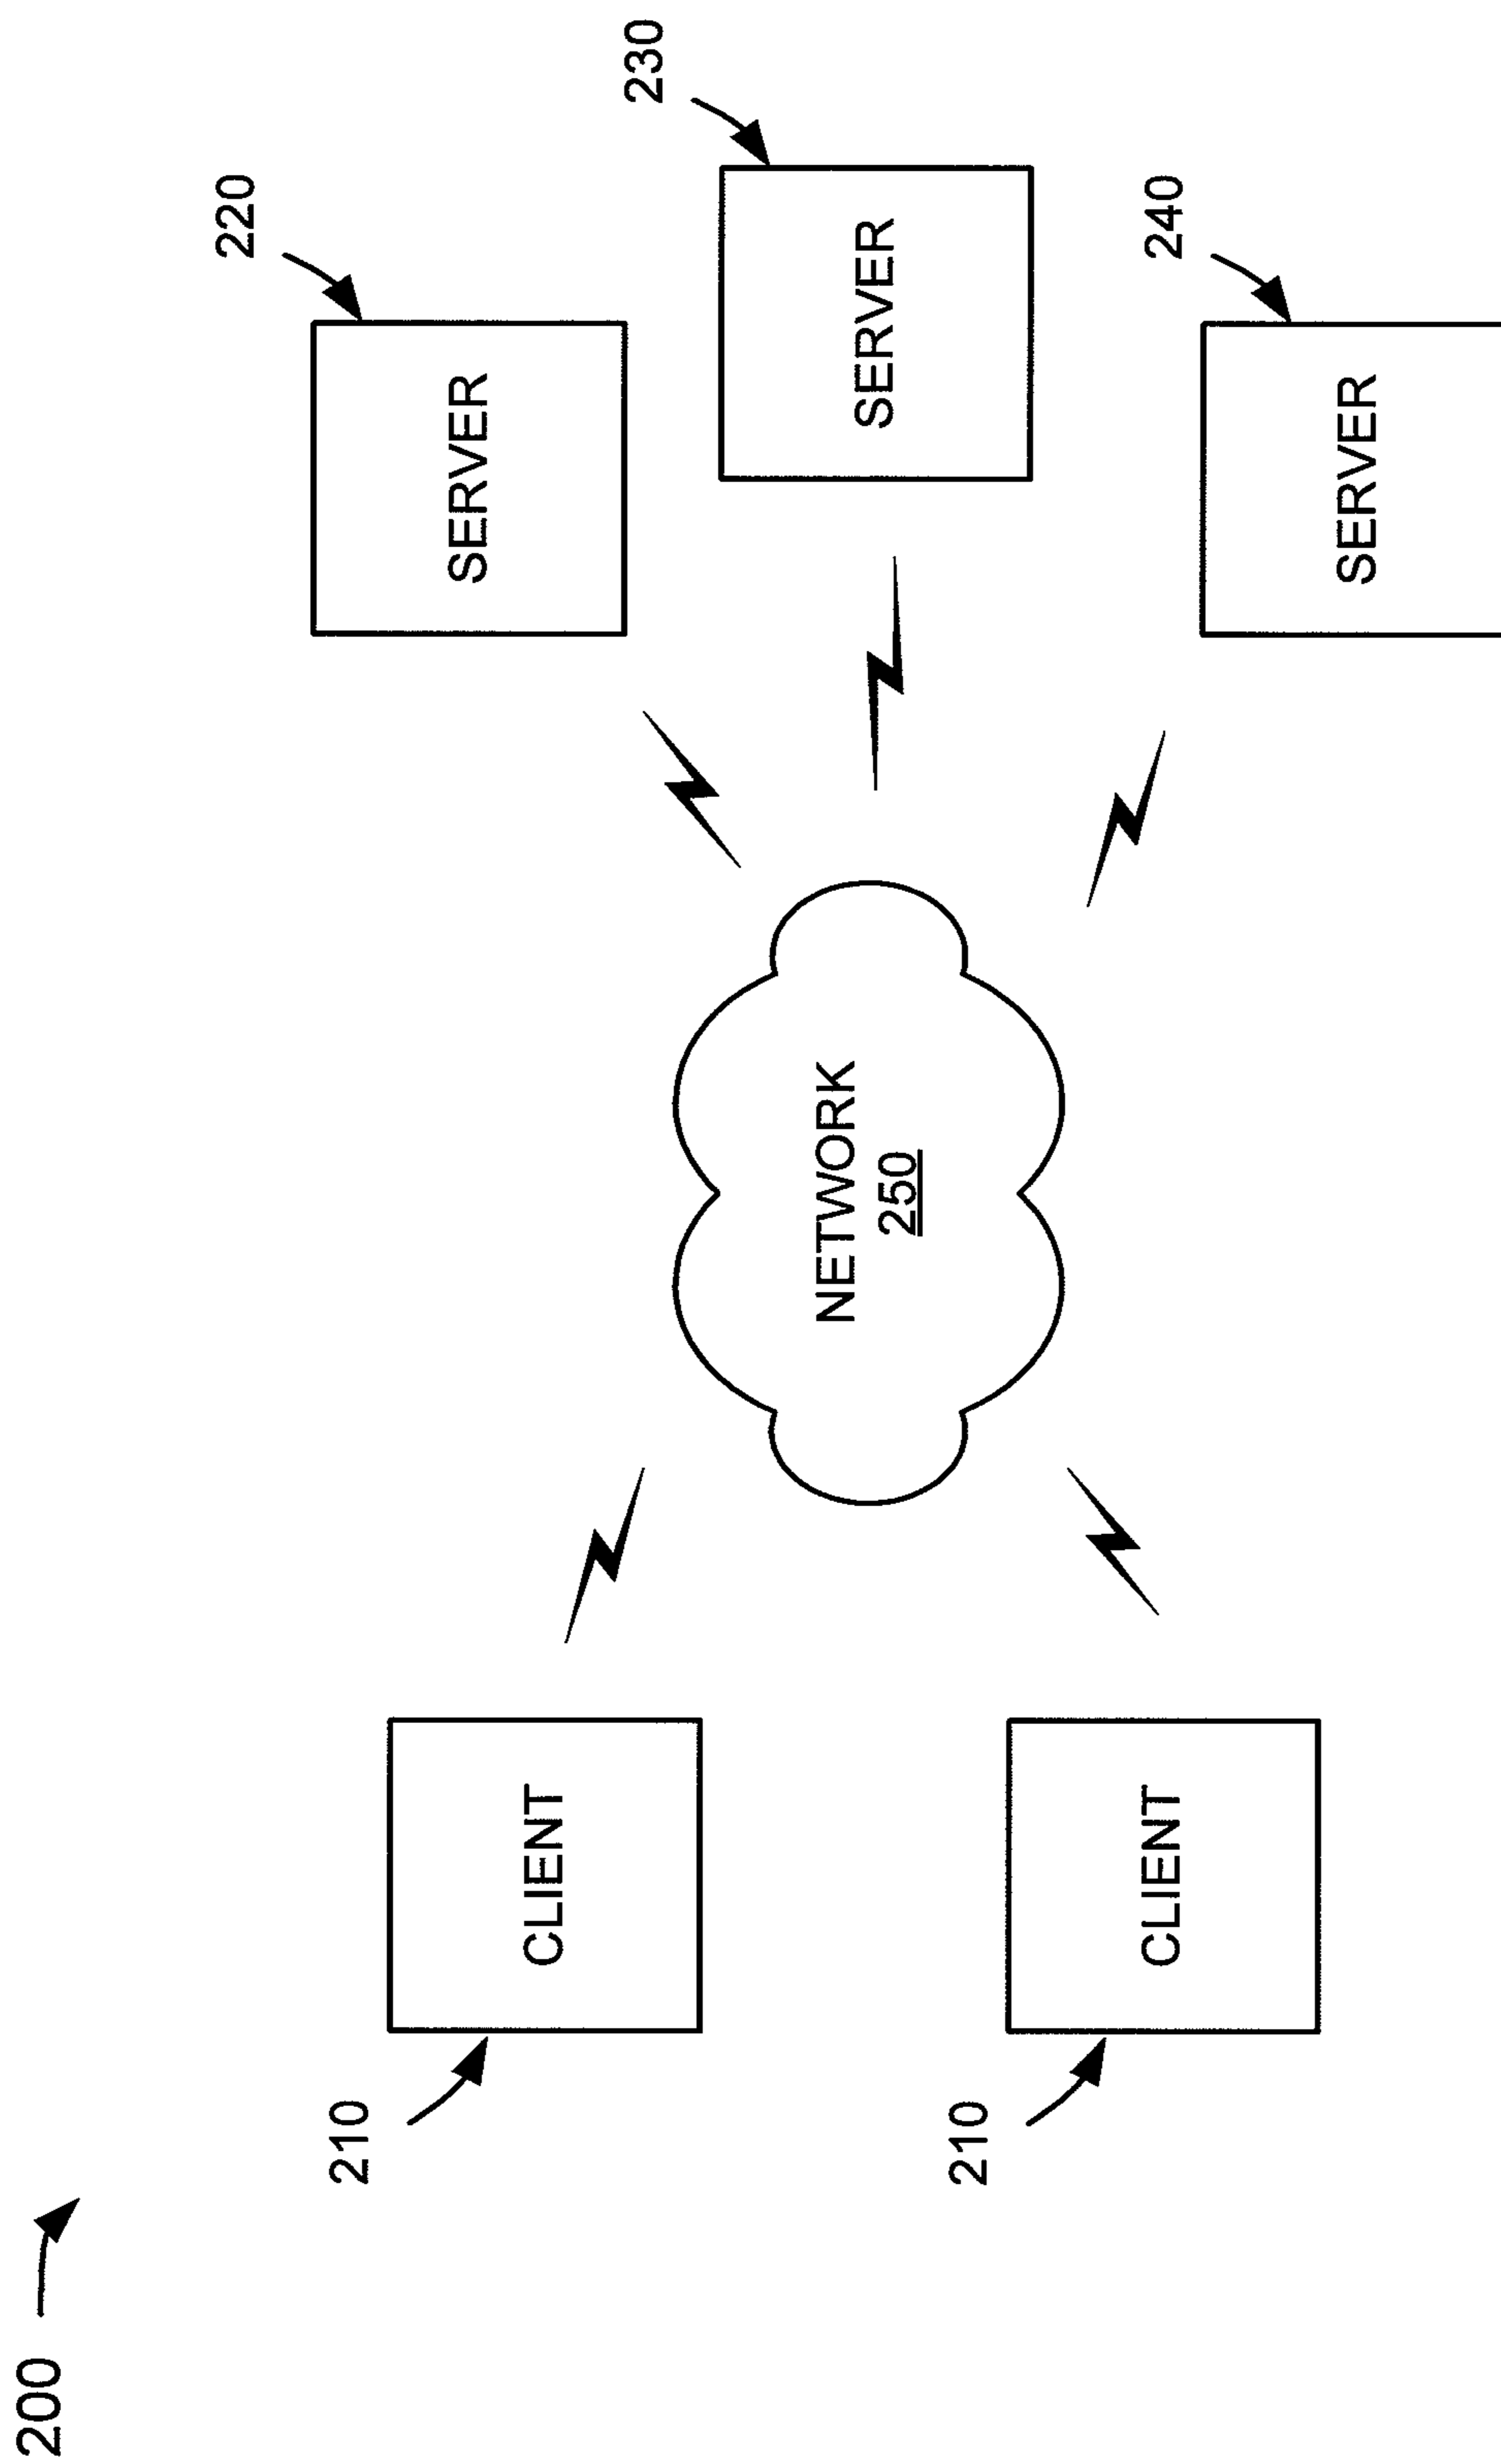 200
210
CLIENT
210
CLIENT
NETWORK
250
SERVER
220
SERVER
230
SERVER
240